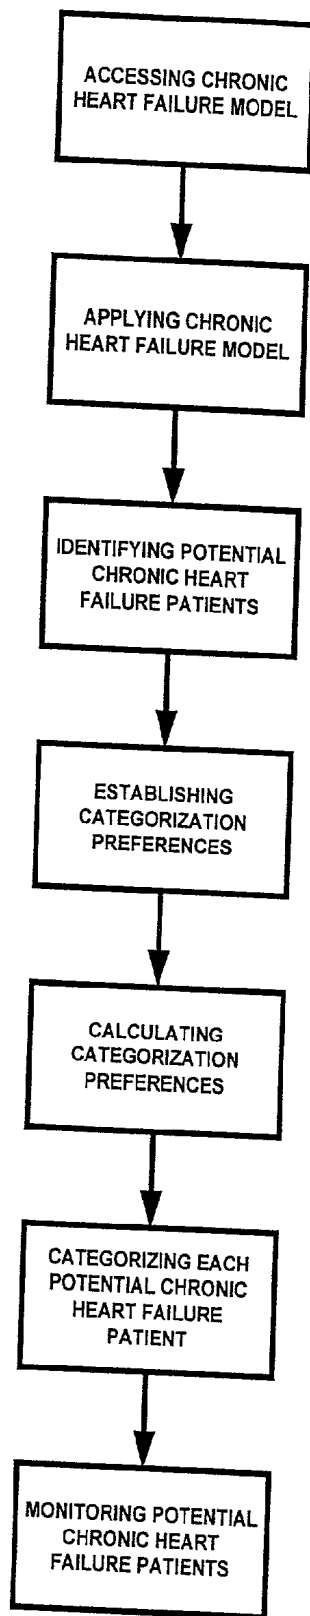 ACCESSING CHRONIC
HEART FAILURE MODEL
APPLYING CHRONIC
HEART FAILURE MODEL
IDENTIFYING POTENTIAL
CHRONIC HEART
FAILURE PATIENTS
ESTABLISHING
CATEGORIZATION
PREFERENCES
CALCULATING
CATEGORIZATION
PREFERENCES
CATEGORIZING EACH
POTENTIAL CHRONIC
HEART FAILURE
PATIENT
MONITORING POTENTIAL
CHRONIC HEART
FAILURE PATIENTS